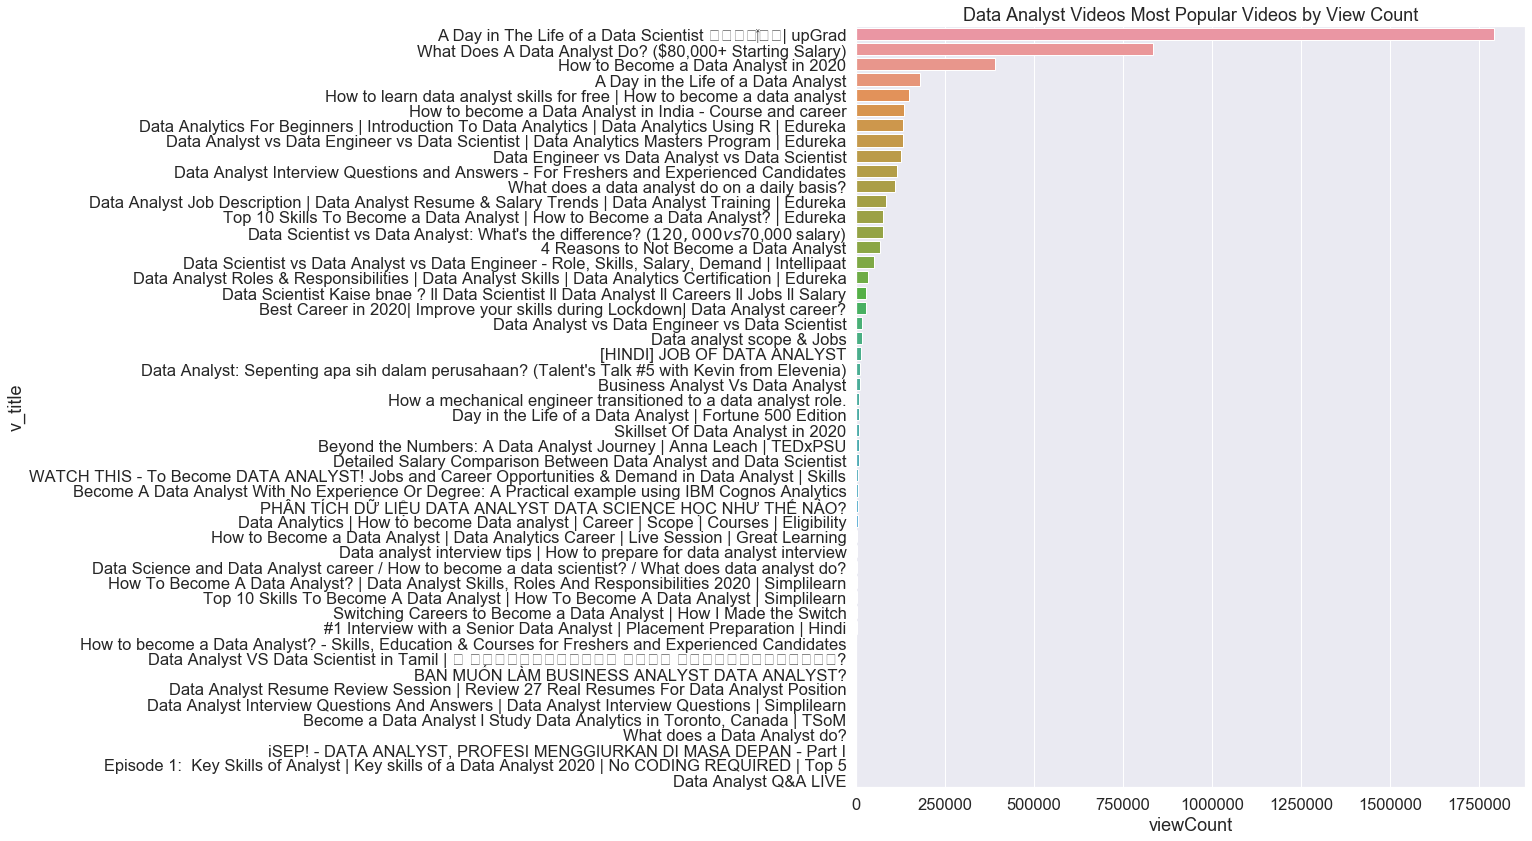 Data Analyst Videos Most Popular Videos by View Count
A Day in The Life of a Data Scientist | upGrad
What Does A Data Analyst Do? ($80,000+ Starting Salary)
How to Become a Data Analyst in 2020
A Day in the Life of a Data Analyst
How to learn data analyst skills for free | How to become a data analyst
How to become a Data Analyst in India - Course and career
Data Analytics For Beginners | Introduction To Data Analytics | Data Analytics Using R | Edureka
Data Analyst vs Data Engineer vs Data Scientist | Data Analytics Masters Program | Edureka
Data Engineer vs Data Analyst vs Data Scientist
Data Analyst Interview Questions and Answers - For Freshers and Experienced Candidates
What does a data analyst do on a daily basis?
Data Analyst Job Description | Data Analyst Resume & Salary Trends | Data Analyst Training | Edureka
Top 10 Skills To Become a Data Analyst | How to Become a Data Analyst? | Edureka
Data Scientist vs Data Analyst: What's the difference? (120,000vs70,000 salary)
4 Reasons to Not Become a Data Analyst
Data Scientist vs Data Analyst vs Data Engineer - Role, Skills, Salary, Demand | Intellipaat
Data Analyst Roles & Responsibilities | Data Analyst Skills | Data Analytics Certification | Edureka
Data Scientist Kaise bnae ? ll Data Scientist ll Data Analyst ll Careers ll Jobs ll Salary
Best Career in 2020| Improve your skills during Lockdown| Data Analyst career?
Data Analyst vs Data Engineer vs Data Scientist
Data analyst scope & Jobs
[HINDI] JOB OF DATA ANALYST
Data Analyst: Sepenting apa sih dalam perusahaan? (Talent's Talk #5 with Kevin from Elevenia)
Business Analyst Vs Data Analyst
How a mechanical engineer transitioned to a data analyst role.
Day in the Life of a Data Analyst | Fortune 500 Edition
Skillset Of Data Analyst in 2020
Beyond the Numbers: A Data Analyst Journey | Anna Leach | TEDxPSU
Detailed Salary Comparison Between Data Analyst and Data Scientist
WATCH THIS - To Become DATA ANALYST! Jobs and Career Opportunities & Demand in Data Analyst | Skills
Become A Data Analyst With No Experience Or Degree: A Practical example using IBM Cognos Analytics
PHÂN TÍCH DỮ LIỆU DATA ANALYST DATA SCIENCE HỌC NHƯ THẾ NÀO?
Data Analytics | How to become Data analyst | Career | Scope | Courses | Eligibility
How to Become a Data Analyst | Data Analytics Career | Live Session | Great Learning
Data analyst interview tips | How to prepare for data analyst interview
Data Science and Data Analyst career / How to become a data scientist? / What does data analyst do?
How To Become A Data Analyst? | Data Analyst Skills, Roles And Responsibilities 2020 | Simplilearn
Top 10 Skills To Become A Data Analyst | How To Become A Data Analyst | Simplilearn
Switching Careers to Become a Data Analyst | How I Made the Switch
#1 Interview with a Senior Data Analyst | Placement Preparation | Hindi
How to become a Data Analyst? - Skills, Education & Courses for Freshers and Experienced Candidates
Data Analyst VS Data Scientist in Tamil | ?
BẠN MUỐN LÀM BUSINESS ANALYST DATA ANALYST?
Data Analyst Resume Review Session | Review 27 Real Resumes For Data Analyst Position
Data Analyst Interview Questions And Answers | Data Analyst Interview Questions | Simplilearn
Become a Data Analyst I Study Data Analytics in Toronto, Canada | TSoM
What does a Data Analyst do?
iSEP! - DATA ANALYST, PROFESI MENGGIURKAN DI MASA DEPAN - Part I
Episode 1:  Key Skills of Analyst | Key skills of a Data Analyst 2020 | No CODING REQUIRED | Top 5
Data Analyst Q&A LIVE
v_title
0 250000 500000 750000 1000000 1250000 1500000 1750000
viewCount